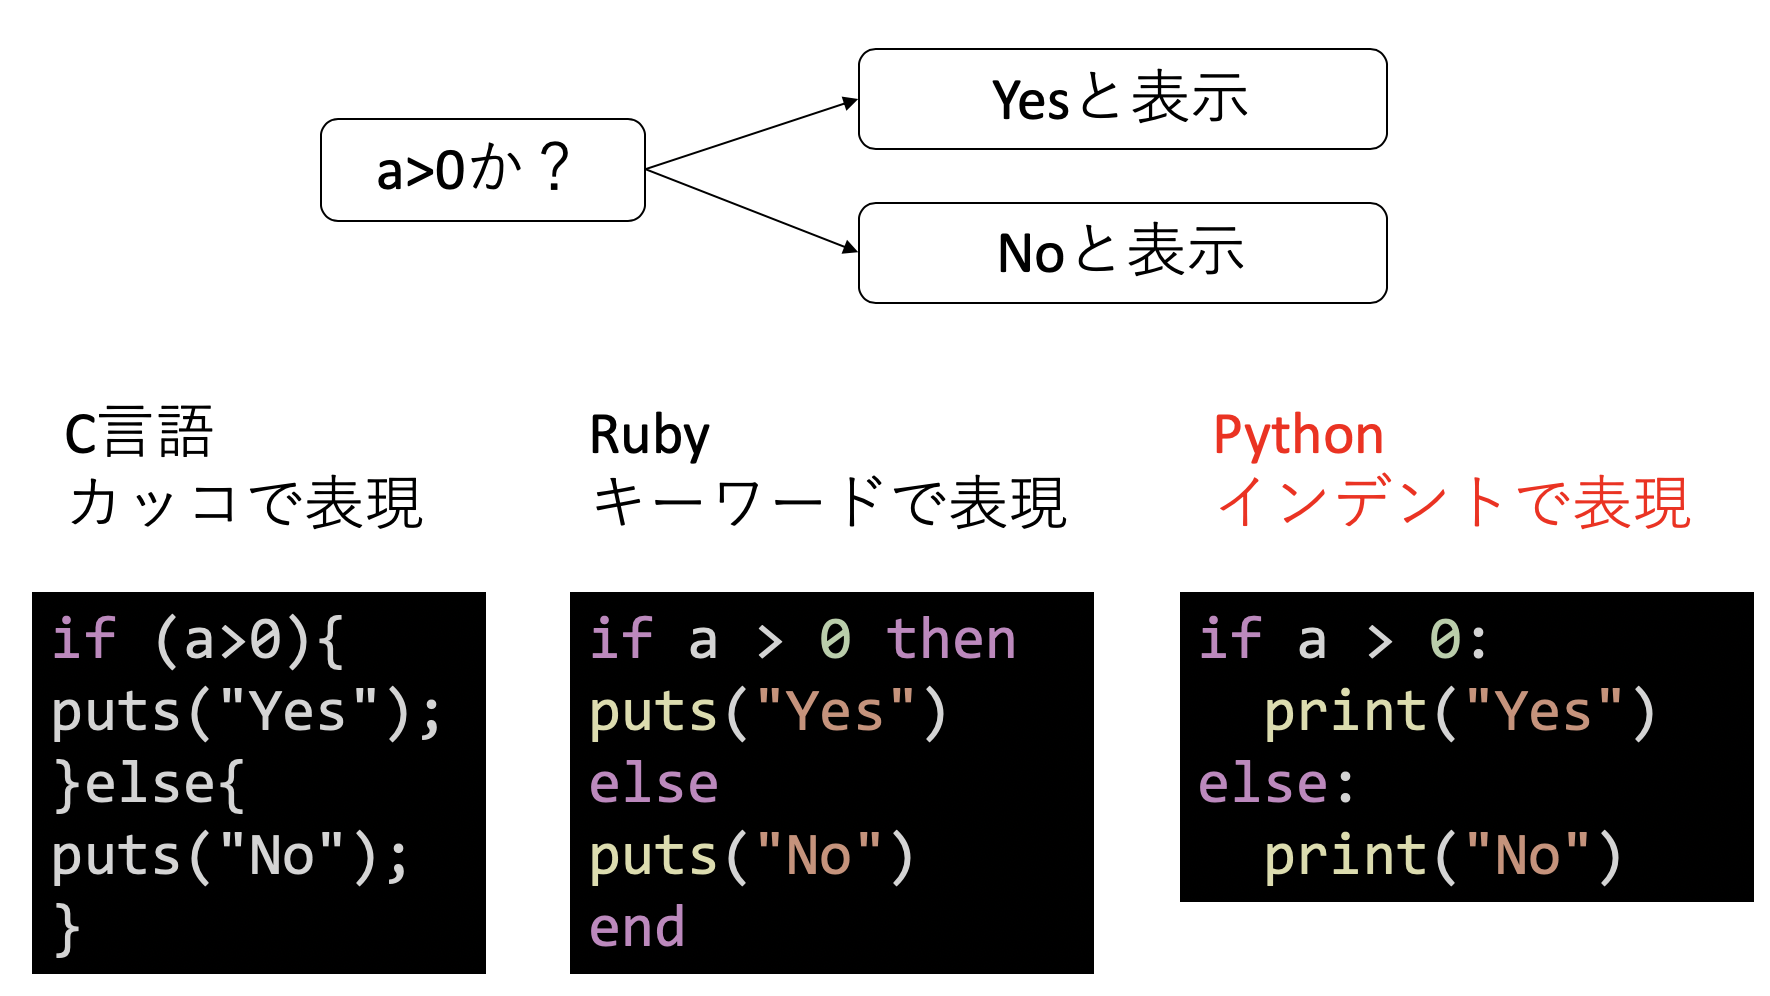 a>0か？
Yesと表示
Noと表示
C言語
カッコで表現
if (a>0){
puts("Yes");
}else{
puts("No");
}
Ruby
キーワードで表現
if a > 0 then
puts("Yes")
else
puts("No")
end
Python
インデントで表現
if a > 0:
  print("Yes")
else:
  print("No")